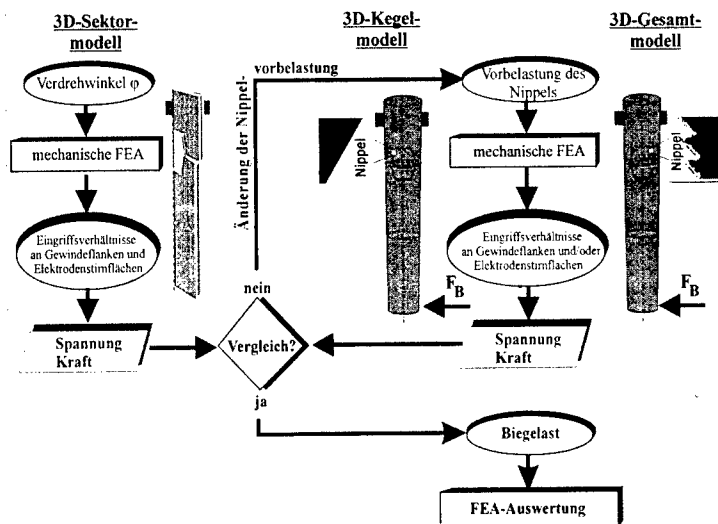 3D-Sektor-
modell
3D-Kegel-
modell
3D-Gesamt-
modell
Verdrehwinkel φ
mechanische FEA
Eingriffsverhältnisse
an Gewindeflanken und
Elektrodenstirnflächen
Spannung
Kraft
Änderung der Nippel-
vorbelastung
nein
Vergleich?
ja
Nippel
F_B
Vorbelastung des
Nippels
mechanische FEA
Eingriffsverhältnisse
an Gewindeflanken und/oder
Elektrodenstirnflächen
Spannung
Kraft
Nippel
F_B
Biegelast
FEA-Auswertung